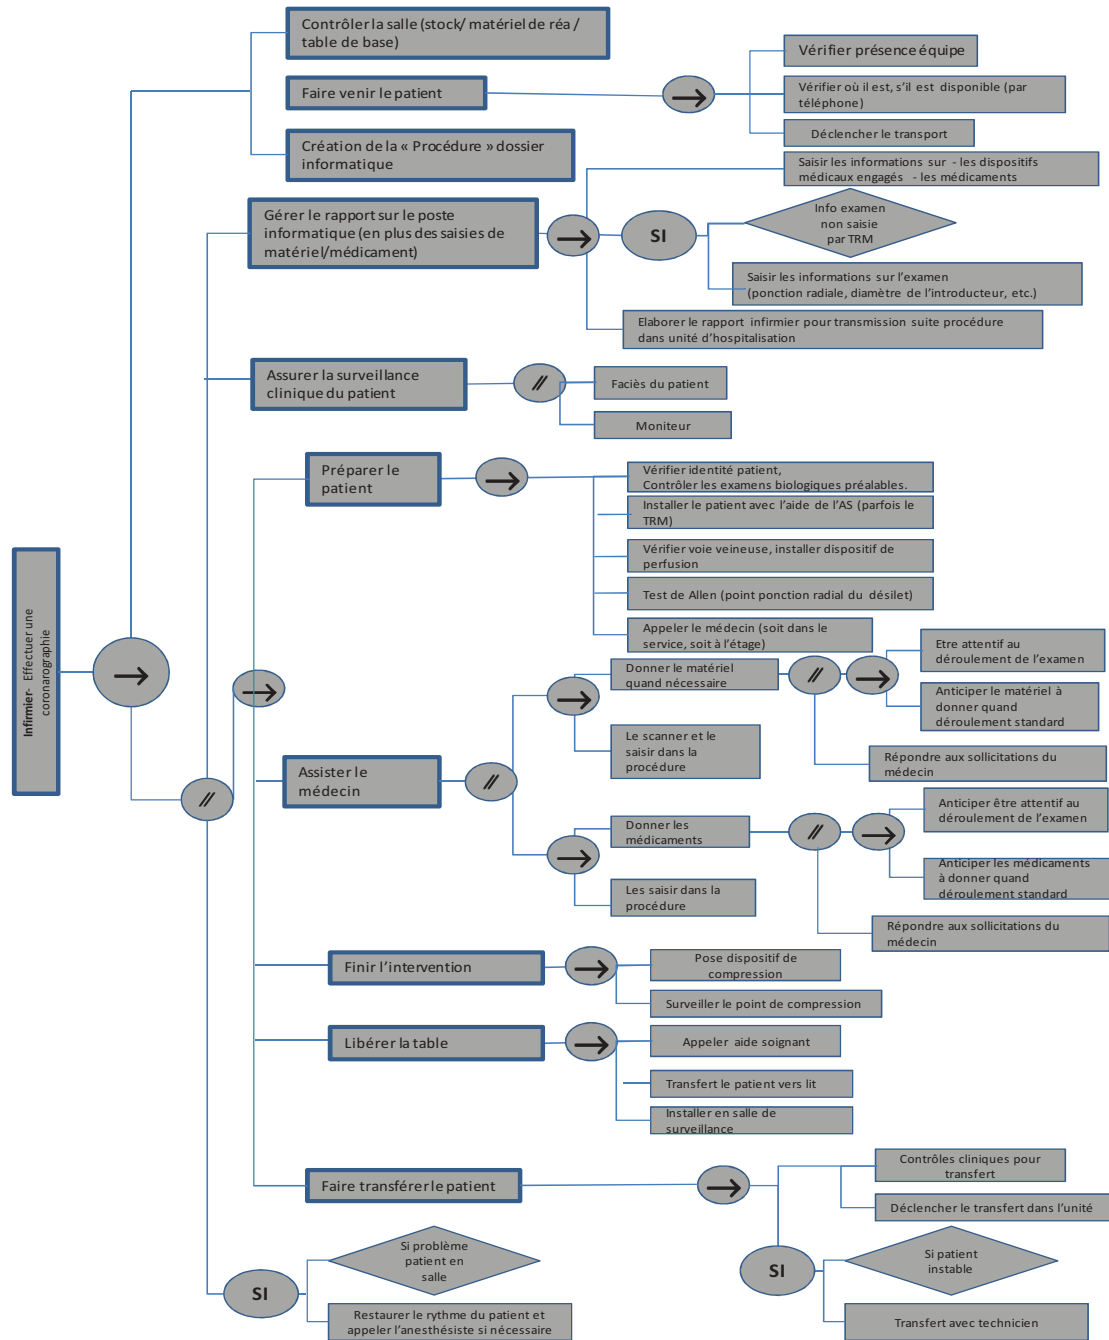 Contrôler la salle (stock/ matériel de réa /
table de base)
Faire venir le patient
Vérifier présence équipe
Vérifier où il est, s'il est disponible (par
téléphone)
Déclencher le transport
Création de la « Procédure » dossier
informatique
Gérer le rapport sur le poste
informatique (en plus des saisies de
matériel/médicament)
Saisir les informations sur - les dispositifs
médicaux engagés - les médicaments
SI
Info examen
non saisie
par TRM
Saisir les informations sur l'examen
(ponction radiale, diamètre de l'introducteur, etc.)
Elaborer le rapport infirmier pour transmission suite procédure
dans unité d'hospitalisation
Assurer la surveillance
clinique du patient
//
Faciès du patient
Moniteur
Préparer le
patient
Vérifier identité patient,
Contrôler les examens biologiques préalables.
Installer le patient avec l'aide de l'AS (parfois le
TRM)
Vérifier voie veineuse, installer dispositif de
perfusion
Test de Allen (point ponction radial du désilet)
Appeler le médecin (soit dans le
service, soit à l'étage)
Infirmier- Effectuer une
coronarographie
//
Assister le
médecin
//
Donner le matériel
quand nécessaire
//
Etre attentif au
déroulement de l'examen
Anticiper le matériel à
donner quand
déroulement standard
Répondre aux sollicitations du
médecin
Le scanner et le
saisir dans la
procédure
Donner les
médicaments
//
Anticiper être attentif au
déroulement de l'examen
Anticiper les médicaments
à donner quand
déroulement standard
Répondre aux sollicitations du
médecin
Les saisir dans la
procédure
Finir l'intervention
Pose dispositif de
compression
Surveiller le point de compression
Libérer la table
Appeler aide soignant
Transfert le patient vers lit
Installer en salle de
surveillance
Faire transférer le patient
Contrôles cliniques pour
transfert
Déclencher le transfert dans l'unité
SI
Si patient
instable
Transfert avec technicien
SI
Si problème
patient en
salle
Restaurer le rythme du patient et
appeler l'anesthésiste si nécessaire